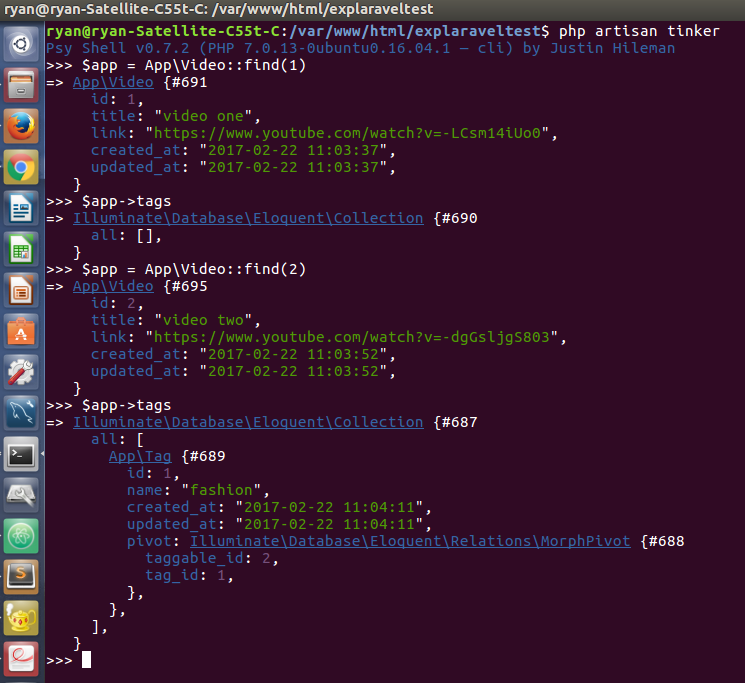 ryan@ryan-Satellite-C55t-C: /var/www/html/explaraveltest
ryan@ryan-Satellite-C55t-C:/var/www/html/explaraveltest$ php artisan tinker
Psy Shell v0.7.2 (PHP 7.0.13-0ubuntu0.16.04.1 — cli) by Justin Hileman
>>> $app = App\Video::find(1)
=> App\Video {#691
     id: 1,
     title: "video one",
     link: "https://www.youtube.com/watch?v=-LCsm14iUo0",
     created_at: "2017-02-22 11:03:37",
     updated_at: "2017-02-22 11:03:37",
   }
>>> $app->tags
=> Illuminate\Database\Eloquent\Collection {#690
     all: [],
   }
>>> $app = App\Video::find(2)
=> App\Video {#695
     id: 2,
     title: "video two",
     link: "https://www.youtube.com/watch?v=-dgGsljgS803",
     created_at: "2017-02-22 11:03:52",
     updated_at: "2017-02-22 11:03:52",
   }
>>> $app->tags
=> Illuminate\Database\Eloquent\Collection {#687
     all: [
       App\Tag {#689
         id: 1,
         name: "fashion",
         created_at: "2017-02-22 11:04:11",
         updated_at: "2017-02-22 11:04:11",
         pivot: Illuminate\Database\Eloquent\Relations\MorphPivot {#688
           taggable_id: 2,
           tag_id: 1,
         },
       },
     ],
   }
>>>